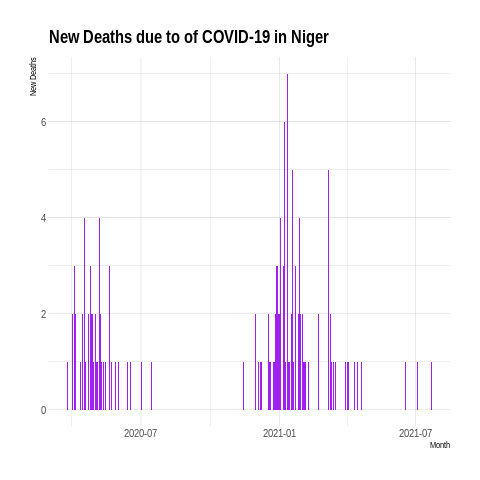 New Deaths due to of COVID-19 in Niger
New Deaths
6
4
2
0
2020-07
2021-01
2021-07
Month